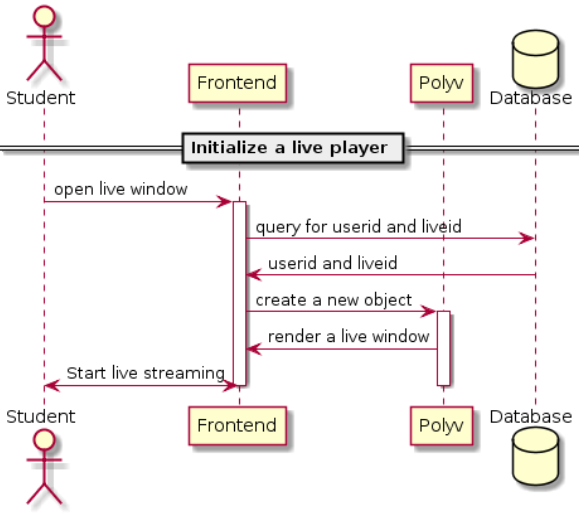 Student
Frontend
Polyv
Database
Initialize a live player
open live window
query for userid and liveid
userid and liveid
create a new object
render a live window
Start live streaming
Student
Frontend
Polyv
Database